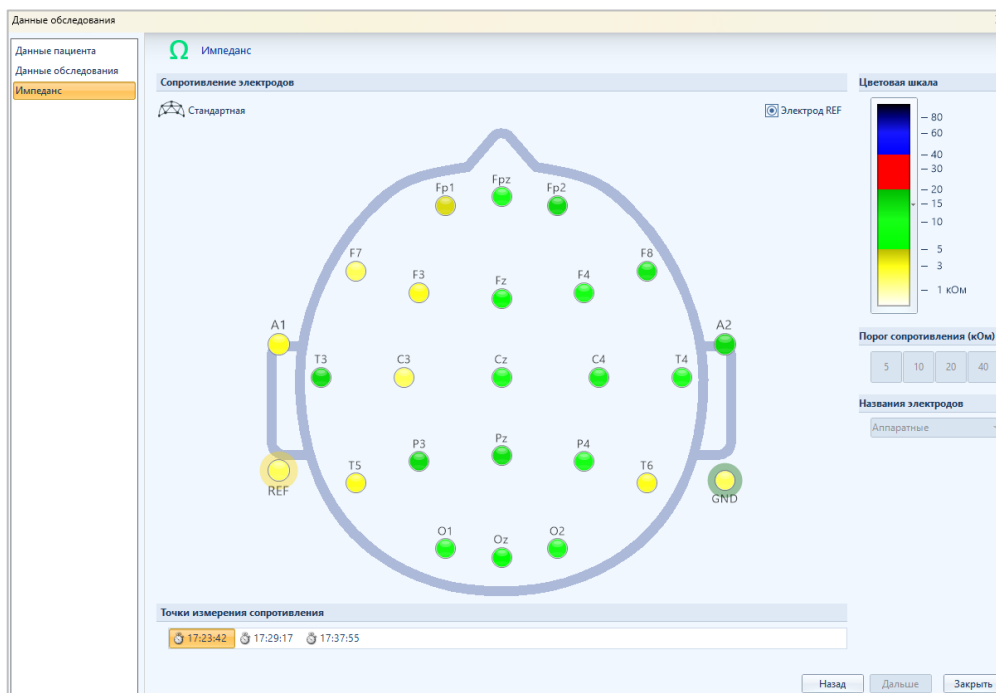 Данные обследования
Данные пациента
Данные обследования
Импеданс
Ω Импеданс
Сопротивление электродов
Стандартная
Электрод REF
Fp1 Fpz Fp2
F7 F3 Fz F4 F8
A1 A2
T3 C3 Cz C4 T4
P3 Pz P4
T5 T6
REF GND
O1 Oz O2
Точки измерения сопротивления
17:23:42 17:29:17 17:37:55
Цветовая шкала
80
60
40
30
20
15
10
5
3
1 кОм
Порог сопротивления (кОм)
5 10 20 40
Названия электродов
Аппаратные
Назад Дальше Закрыть